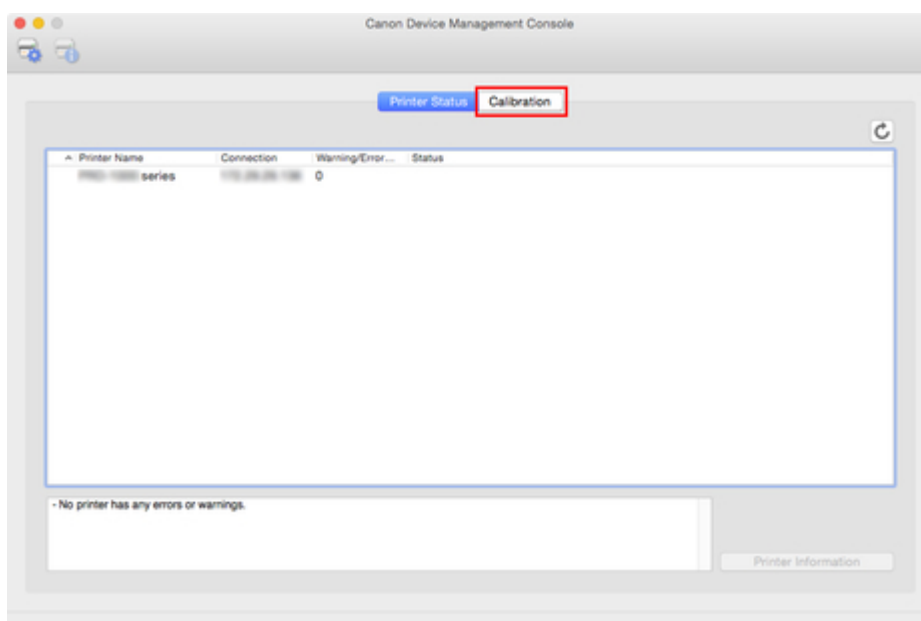 Canon Device Management Console
Printer Status Calibration
Printer Name Connection Warning/Error... Status
series 0
- No printer has any errors or warnings.
Printer Information